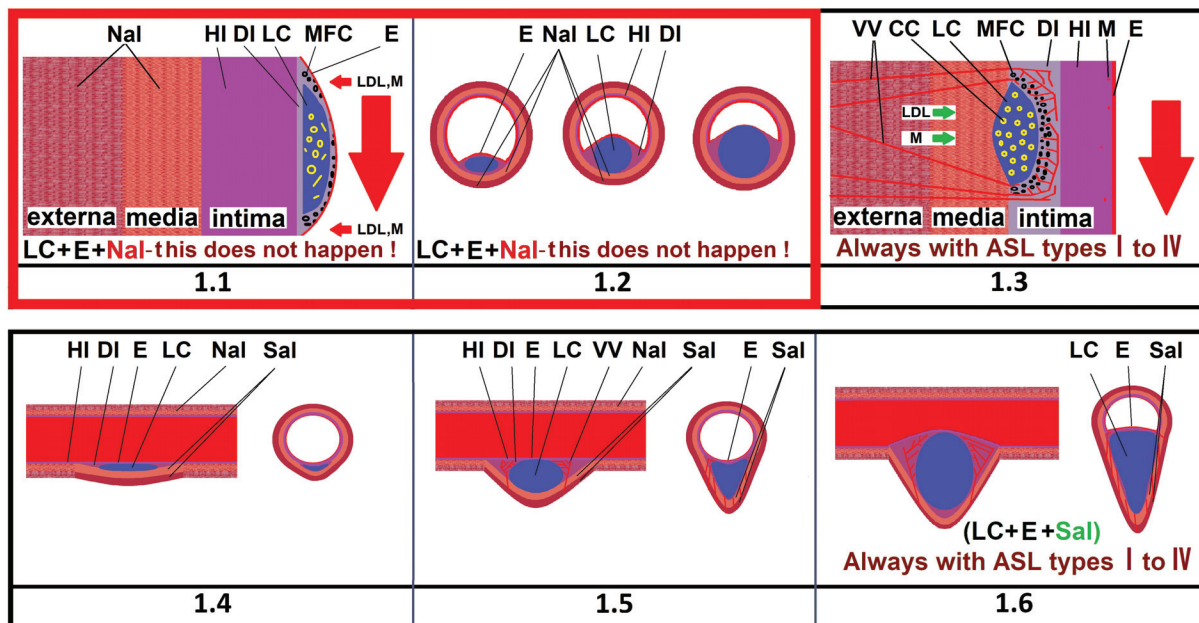 NaI HI DI LC MFC E
LDL,M
LDL,M
externa media intima
LC+E+NaI-this does not happen !
1.1
E NaI LC HI DI
LC+E+NaI-this does not happen !
1.2
VV CC LC MFC DI HI M E
LDL
M
externa media intima
Always with ASL types I to IV
1.3
HI DI E LC NaI SaI
1.4
HI DI E LC VV NaI SaI E SaI
1.5
LC E SaI
(LC+E+SaI)
Always with ASL types I to IV
1.6